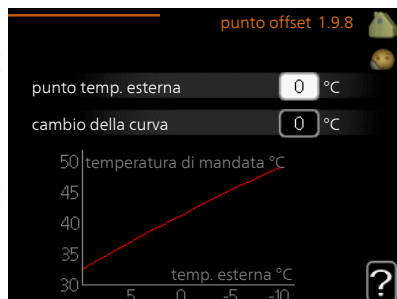 punto offset 1.9.8
punto temp. esterna 0 °C
cambio della curva 0 °C
50 temperatura di mandata °C
45
40
35
30 temp. esterna °C
5 0 -5 -10
?